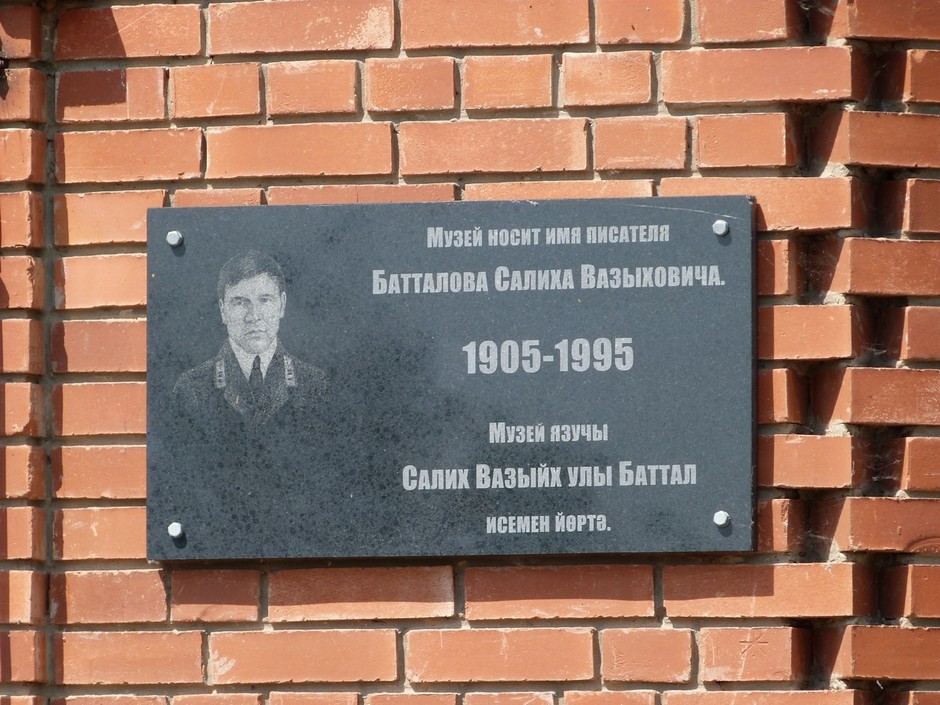 Музей носит имя писателя
Батталова Салиха Вазыховича.
1905-1995
Музей язучы
Салих Вазыйх улы Баттал
исемен йөртә.